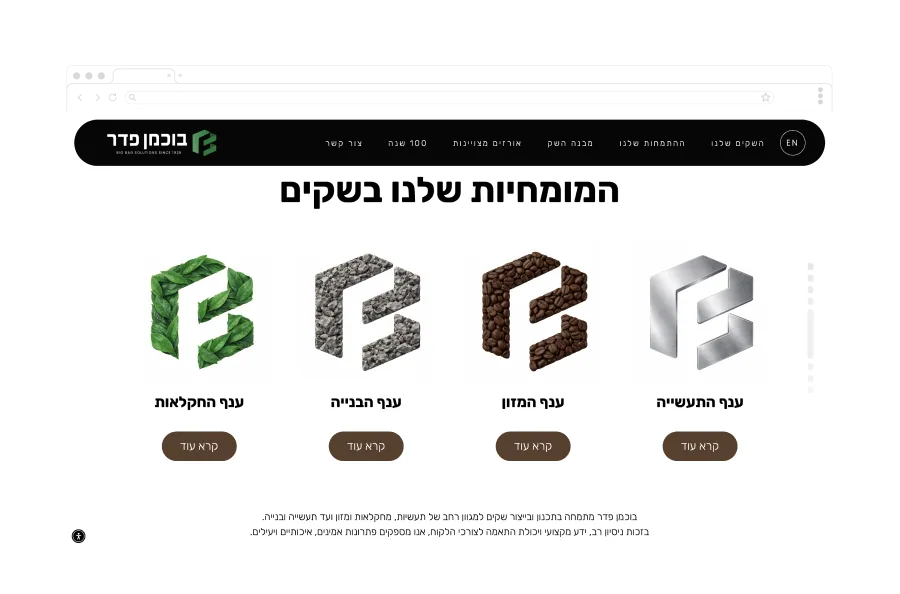 EN
השקים שלנו
ההתמחות שלנו
מבנה השק
אורזים מצויינות
100 שנה
צור קשר
בוכמן פדר
BIG BAG SOLUTIONS SINCE 1929
המומחיות שלנו בשקים
ענף התעשייה
ענף המזון
ענף הבנייה
ענף החקלאות
קרא עוד
קרא עוד
קרא עוד
קרא עוד
בוכמן פדר מתמחה בתכנון ובייצור שקים למגוון רחב של תעשיות, מחקלאות ומזון ועד תעשייה ובנייה.
בזכות ניסיון רב, ידע מקצועי ויכולת התאמה לצורכי הלקוח, אנו מספקים פתרונות אמינים, איכותיים ויעילים.